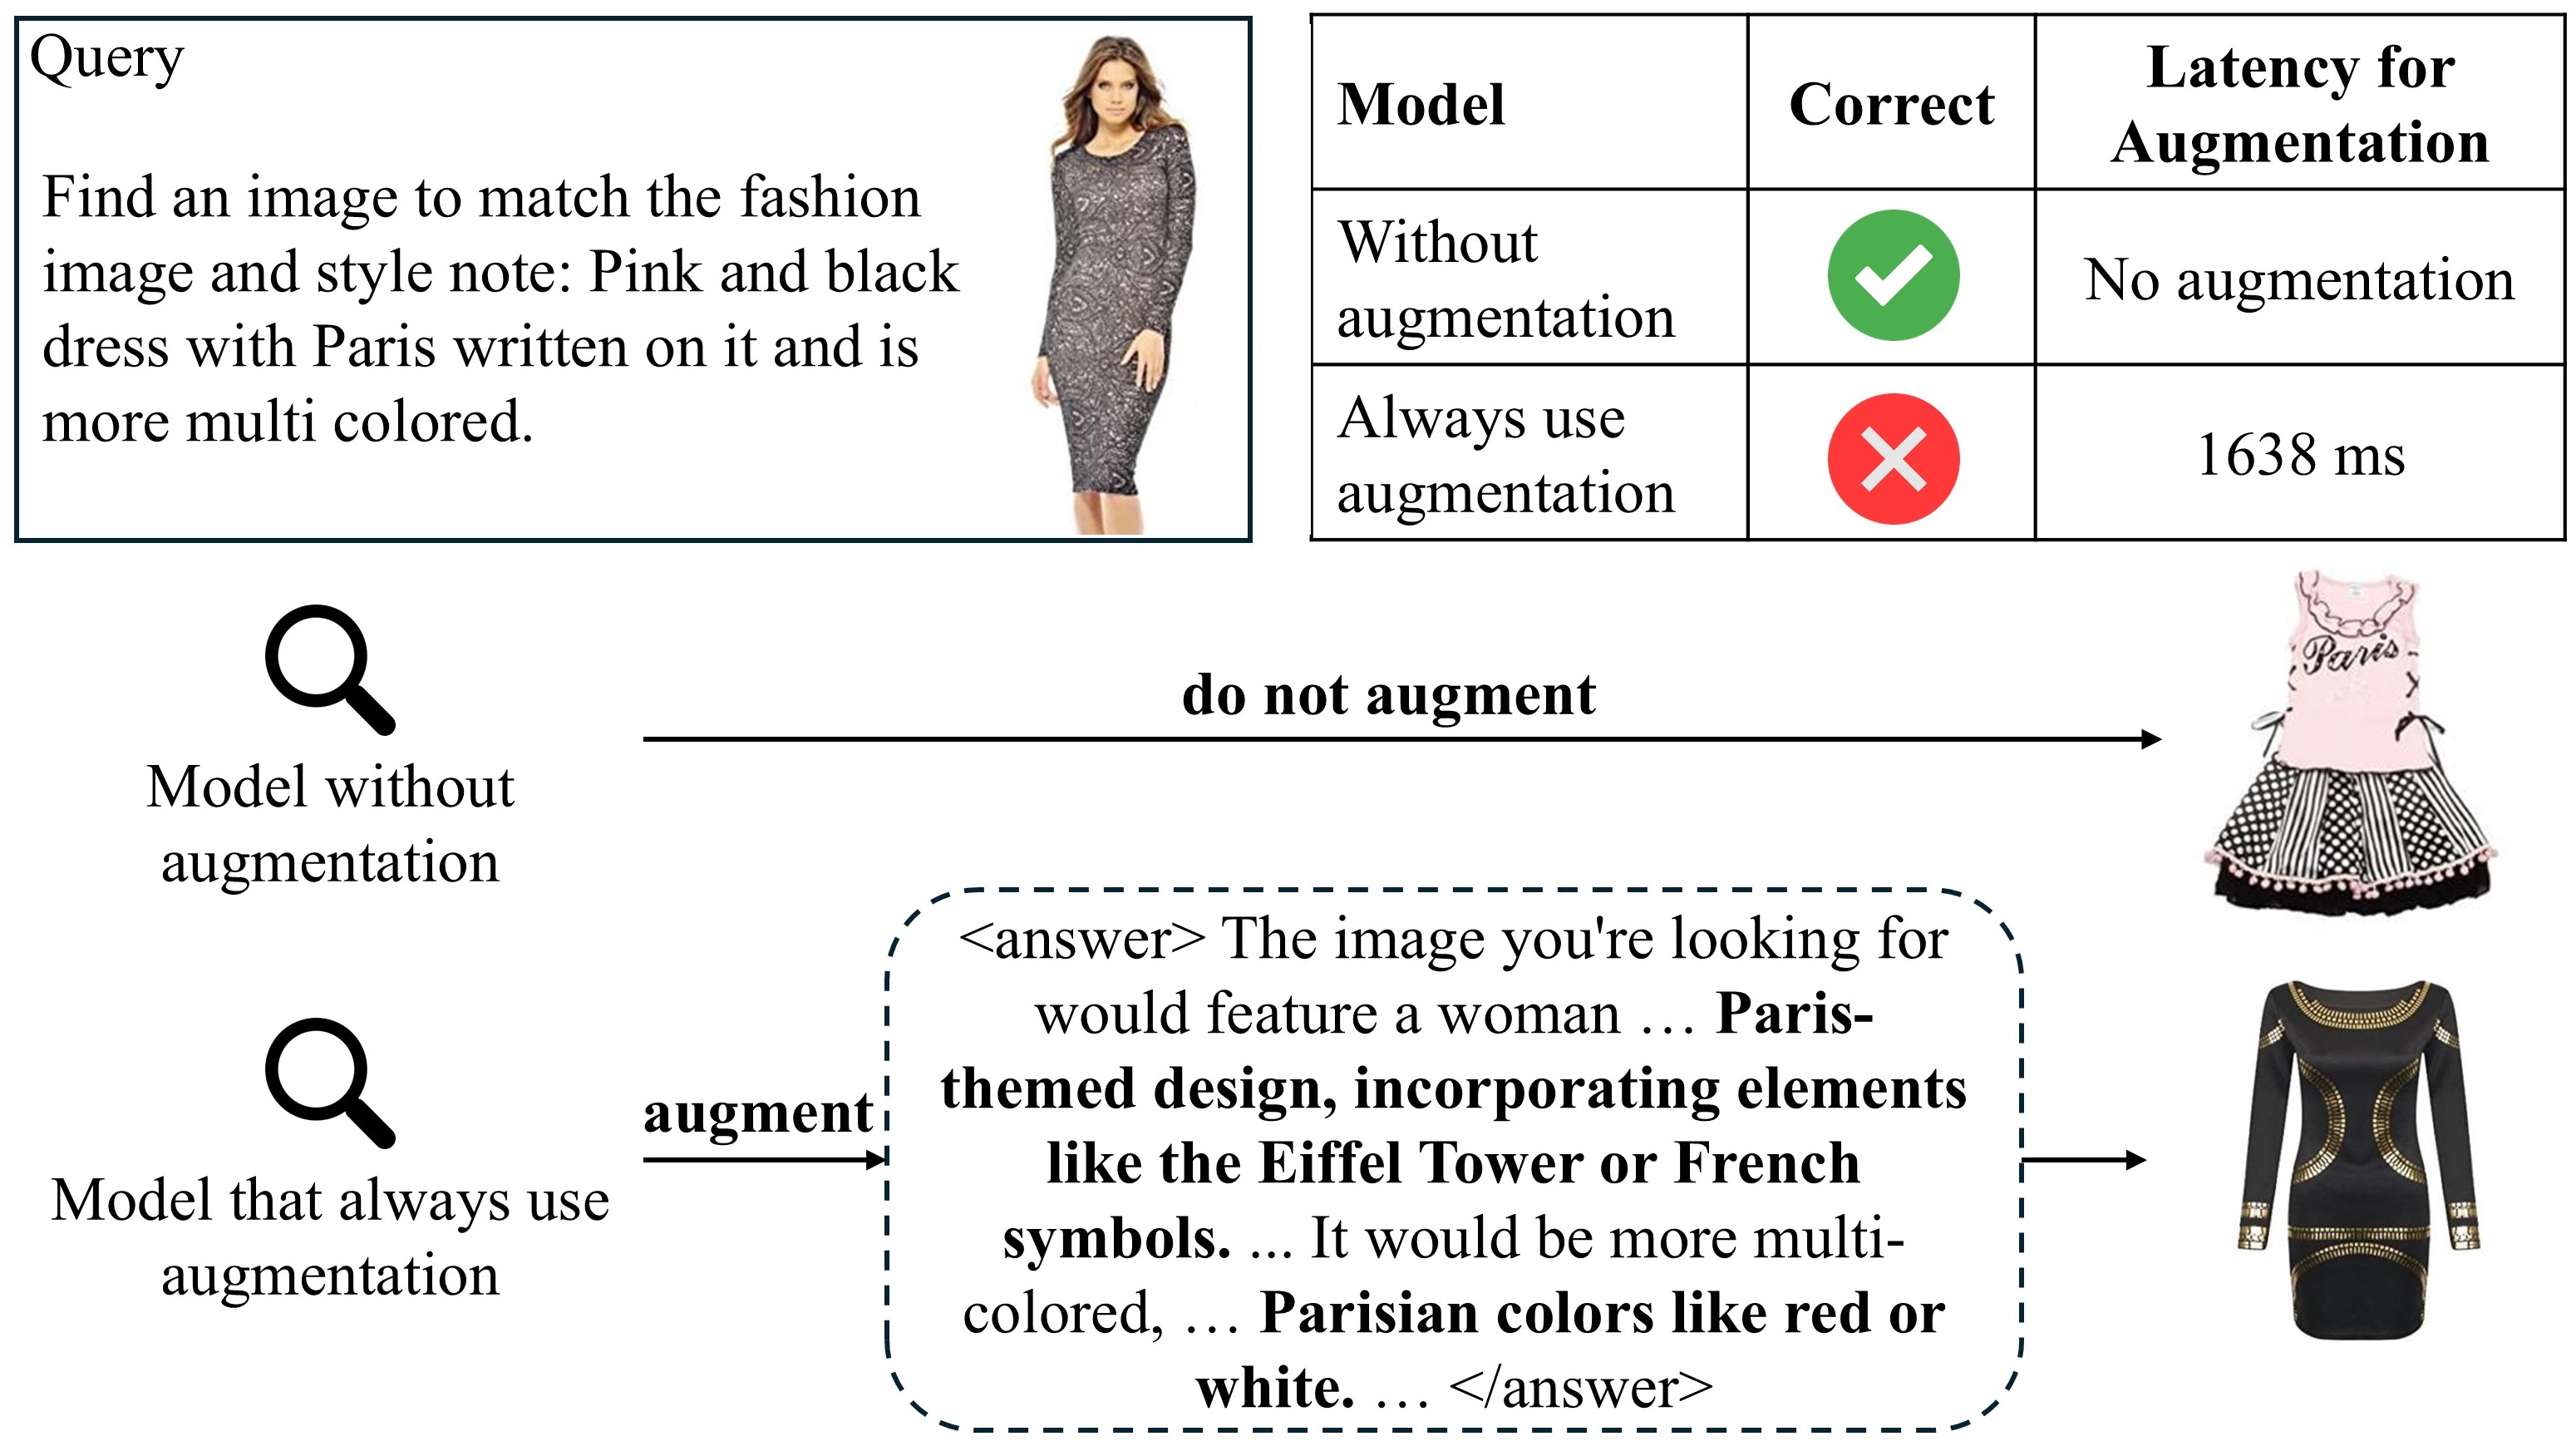 Query
Find an image to match the fashion
image and style note: Pink and black
dress with Paris written on it and is
more multi colored.
Model
Correct
Latency for
Augmentation
Without
augmentation
No augmentation
Always use
augmentation
1638 ms
do not augment
Model without
augmentation
Paris
augment
Model that always use
augmentation
<answer> The image you're looking for
would feature a woman … Paris-
themed design, incorporating elements
like the Eiffel Tower or French
symbols. ... It would be more multi-
colored, … Parisian colors like red or
white. … </answer>